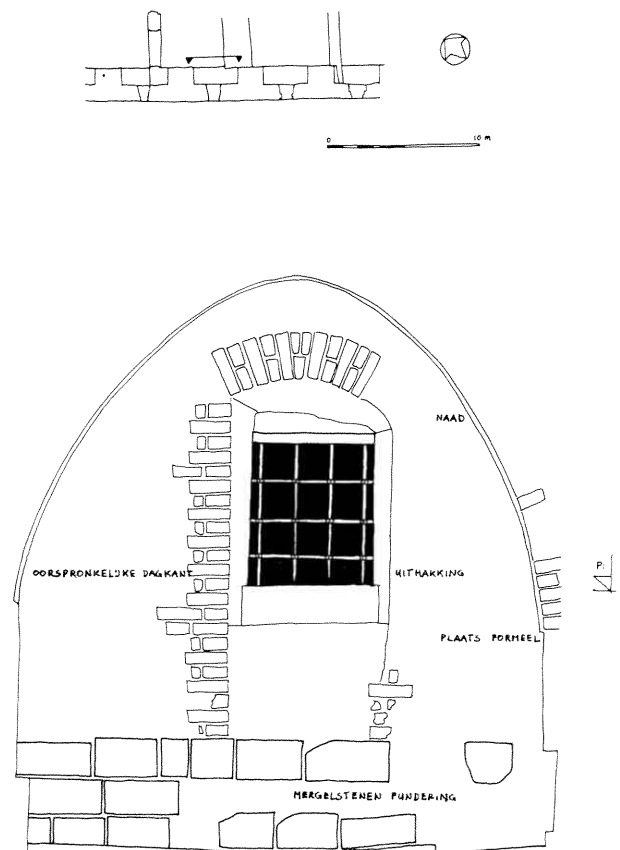 0 10 m
NAAD
OORSPRONKELIJKE DAGKANT UITHAKKING
P:
PLAATS FORMEEL
MERGELSTENEN FUNDERING